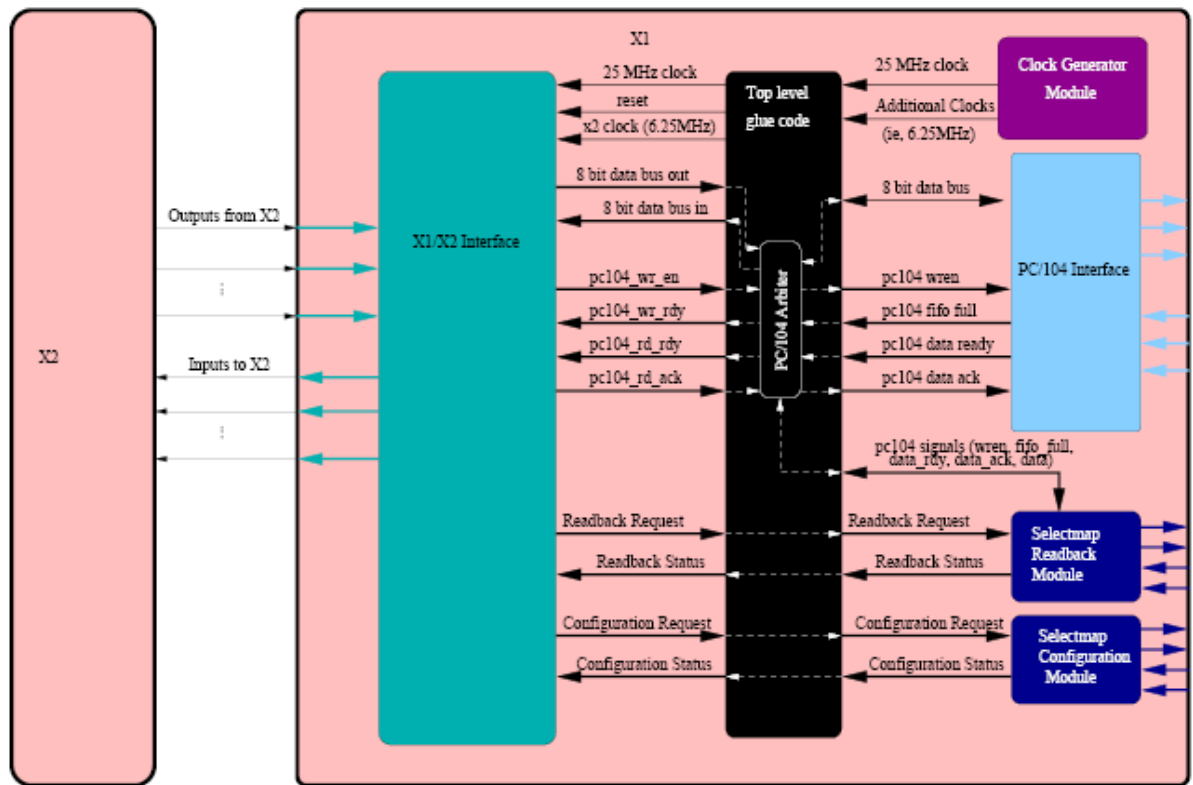 X2
Outputs from X2
...
Inputs to X2
...
X1
X1/X2 Interface
25 MHz clock
reset
x2 clock (6.25MHz)
8 bit data bus out
8 bit data bus in
pc104_wr_en
pc104_wr_rdy
pc104_rd_rdy
pc104_rd_ack
Readback Request
Readback Status
Configuration Request
Configuration Status
Top level
glue code
PC/104 Arbiter
25 MHz clock
Additional Clocks
(ie, 6.25MHz)
8 bit data bus
pc104 wren
pc104 fifo full
pc104 data ready
pc104 data ack
pc104 signals (wren, fifo_full,
data_rdy, data_ack, data)
Readback Request
Readback Status
Configuration Request
Configuration Status
Clock Generator
Module
PC/104 Interface
Selectmap
Readback
Module
Selectmap
Configuration
Module